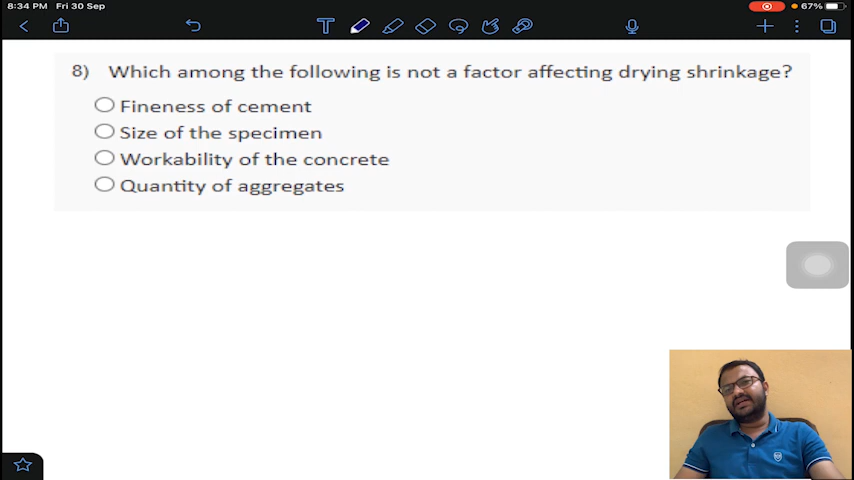 8:34 PM Fri 30 Sep
67%
T
8) Which among the following is not a factor affecting drying shrinkage?
Fineness of cement
Size of the specimen
Workability of the concrete
Quantity of aggregates